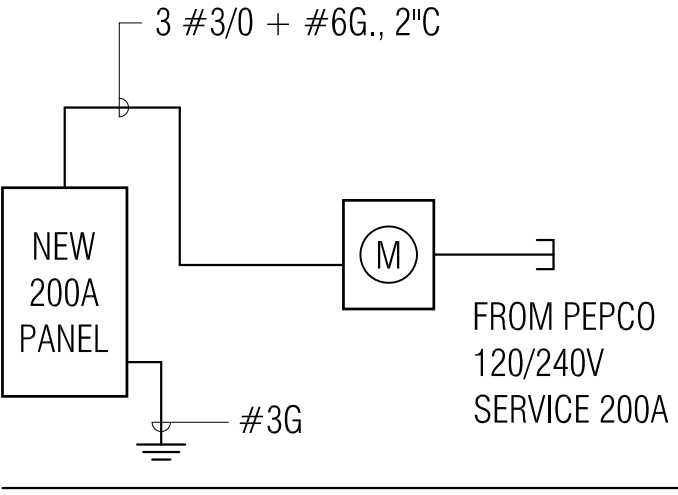 3 #3/0 + #6G., 2"C
NEW
200A
PANEL
M
FROM PEPCO
120/240V
SERVICE 200A
#3G